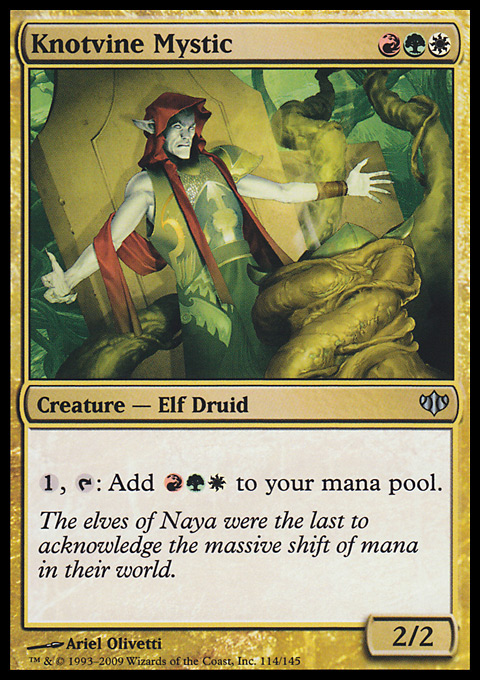 Knotvine Mystic
Creature — Elf Druid
1, : Add to your mana pool.
The elves of Naya were the last to
acknowledge the massive shift of mana
in their world.
Ariel Olivetti
2/2
™ & © 1993–2009 Wizards of the Coast, Inc. 114/145